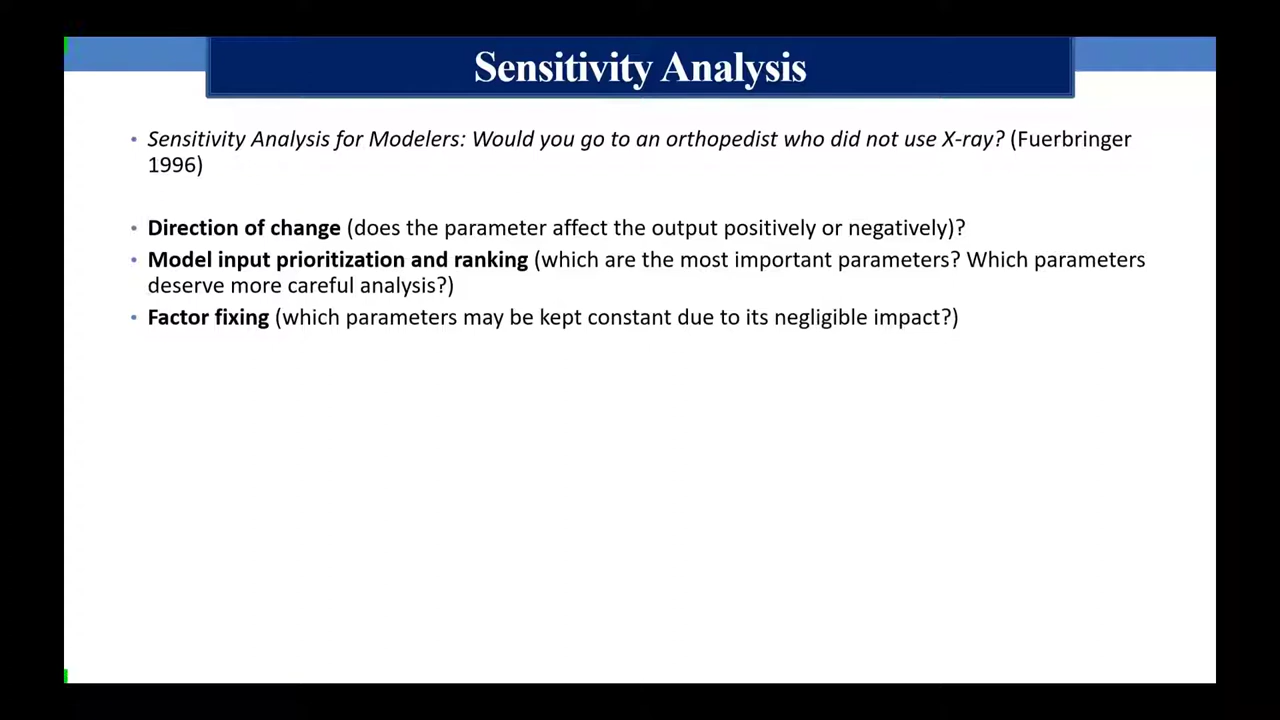 Sensitivity Analysis
• Sensitivity Analysis for Modelers: Would you go to an orthopedist who did not use X-ray? (Fuerbringer
1996)
• Direction of change (does the parameter affect the output positively or negatively)?
• Model input prioritization and ranking (which are the most important parameters? Which parameters
deserve more careful analysis?)
• Factor fixing (which parameters may be kept constant due to its negligible impact?)